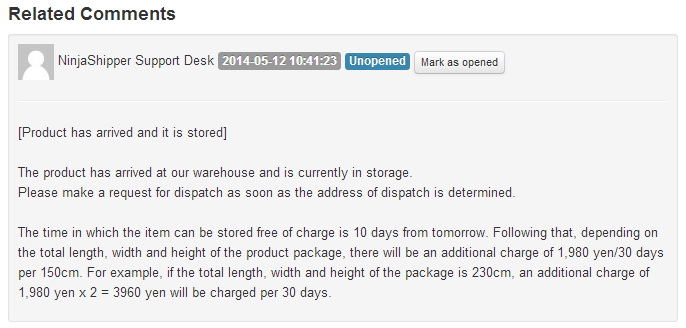 Related Comments
NinjaShipper Support Desk 2014-05-12 10:41:23 Unopened Mark as opened
[Product has arrived and it is stored]
The product has arrived at our warehouse and is currently in storage.
Please make a request for dispatch as soon as the address of dispatch is determined.
The time in which the item can be stored free of charge is 10 days from tomorrow. Following that, depending on
the total length, width and height of the product package, there will be an additional charge of 1,980 yen/30 days
per 150cm. For example, if the total length, width and height of the package is 230cm, an additional charge of
1,980 yen x 2 = 3960 yen will be charged per 30 days.